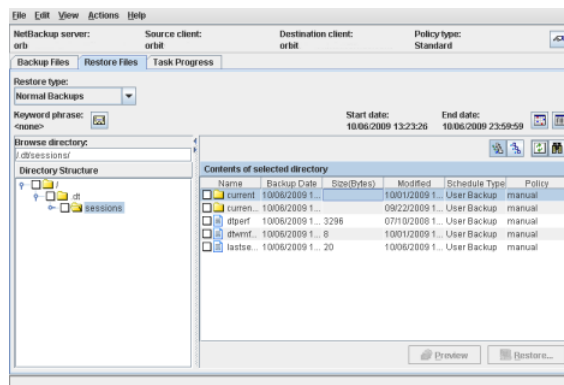 File Edit View Actions Help
NetBackup server: Source client: Destination client: Policy type:
orb orbit orbit Standard
Backup Files Restore Files Task Progress
Restore type:
Normal Backups
Keyword phrase: Start date: End date:
<none> 10/06/2009 13:23:26 10/06/2009 23:59:59
Browse directory:
/.dt/sessions/
Directory Structure Contents of selected directory
/
.dt
sessions
Name Backup Date Size(Bytes) Modified Schedule Type Policy
current 10/06/2009 1... 10/01/2009 1... User Backup manual
curren... 10/06/2009 1... 09/22/2009 1... User Backup manual
dtperf 10/06/2009 1... 3296 07/10/2008 1... User Backup manual
dtwmf... 10/06/2009 1... 8 10/01/2009 1... User Backup manual
lastse... 10/06/2009 1... 20 10/06/2009 1... User Backup manual
Preview Restore...